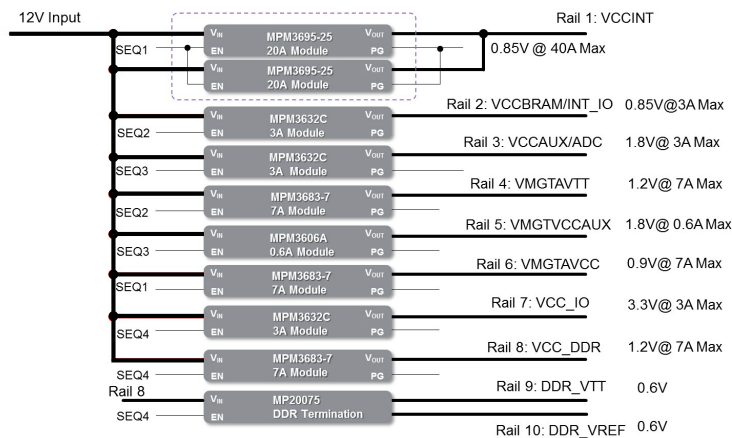 12V Input
Rail 1: VCCINT
VIN MPM3695-25 VOUT
SEQ1 EN 20A Module PG 0.85V @ 40A Max
VIN MPM3695-25 VOUT
EN 20A Module PG
Rail 2: VCCBRAM/INT_IO 0.85V@3A Max
VIN MPM3632C VOUT
SEQ2 EN 3A Module PG
Rail 3: VCCAUX/ADC 1.8V@ 3A Max
VIN MPM3632C VOUT
SEQ3 EN 3A Module PG
Rail 4: VMGTAVTT 1.2V@ 7A Max
VIN MPM3683-7 VOUT
SEQ2 EN 7A Module PG
Rail 5: VMGTVCCAUX 1.8V@ 0.6A Max
VIN MPM3606A VOUT
SEQ3 EN 0.6A Module PG
Rail 6: VMGTAVCC 0.9V@ 7A Max
VIN MPM3683-7 VOUT
SEQ1 EN 7A Module PG
Rail 7: VCC_IO 3.3V@ 3A Max
VIN MPM3632C VOUT
SEQ4 EN 3A Module PG
Rail 8: VCC_DDR 1.2V@ 7A Max
VIN MPM3683-7 VOUT
SEQ4 EN 7A Module PG
Rail 8
Rail 9: DDR_VTT 0.6V
VIN MP20075
SEQ4 EN DDR Termination
Rail 10: DDR_VREF 0.6V